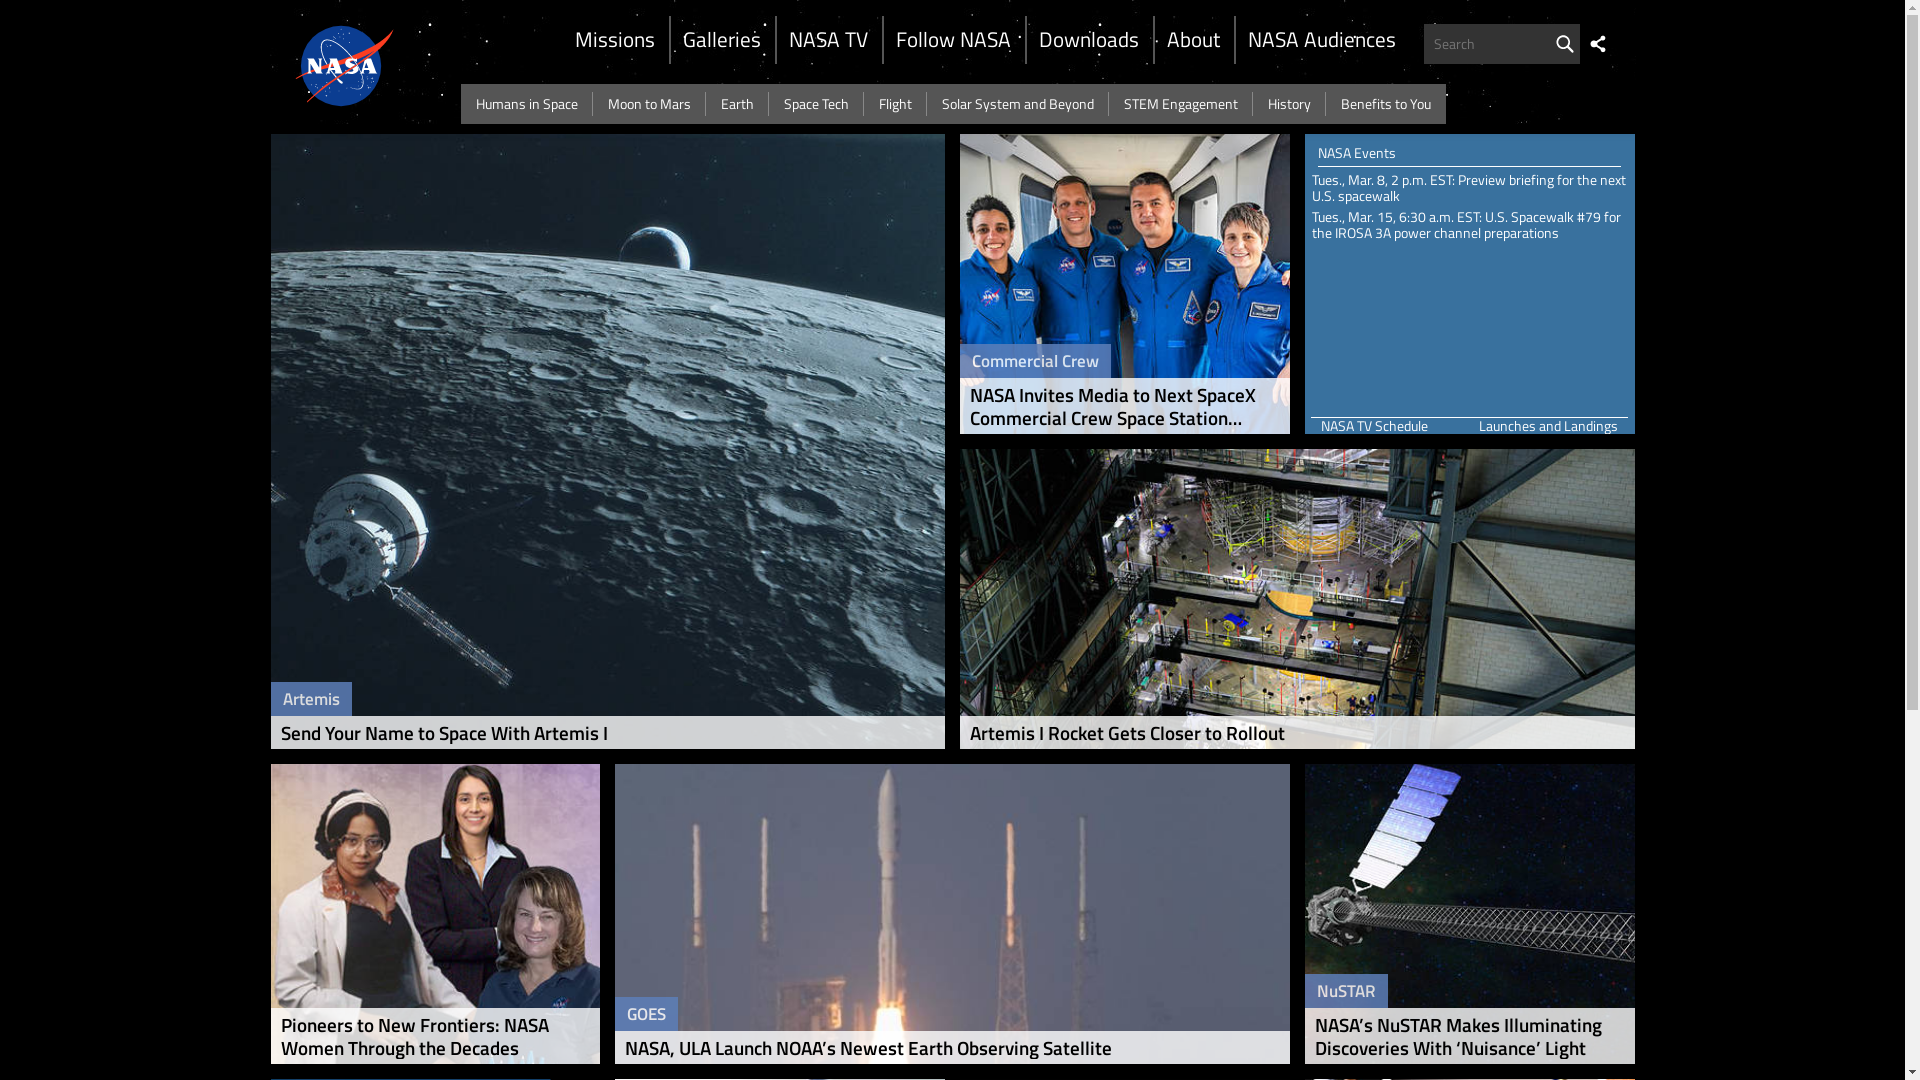 NASA
Missions
Galleries
NASA TV
Follow NASA
Downloads
About
NASA Audiences
Search
Humans in Space
Moon to Mars
Earth
Space Tech
Flight
Solar System and Beyond
STEM Engagement
History
Benefits to You
Artemis
Send Your Name to Space With Artemis I
Commercial Crew
NASA Invites Media to Next SpaceX
Commercial Crew Space Station...
NASA Events
Tues., Mar. 8, 2 p.m. EST: Preview briefing for the next
U.S. spacewalk
Tues., Mar. 15, 6:30 a.m. EST: U.S. Spacewalk #79 for
the IROSA 3A power channel preparations
NASA TV Schedule
Launches and Landings
Artemis I Rocket Gets Closer to Rollout
Pioneers to New Frontiers: NASA
Women Through the Decades
GOES
NASA, ULA Launch NOAA’s Newest Earth Observing Satellite
NuSTAR
NASA’s NuSTAR Makes Illuminating
Discoveries With ‘Nuisance’ Light